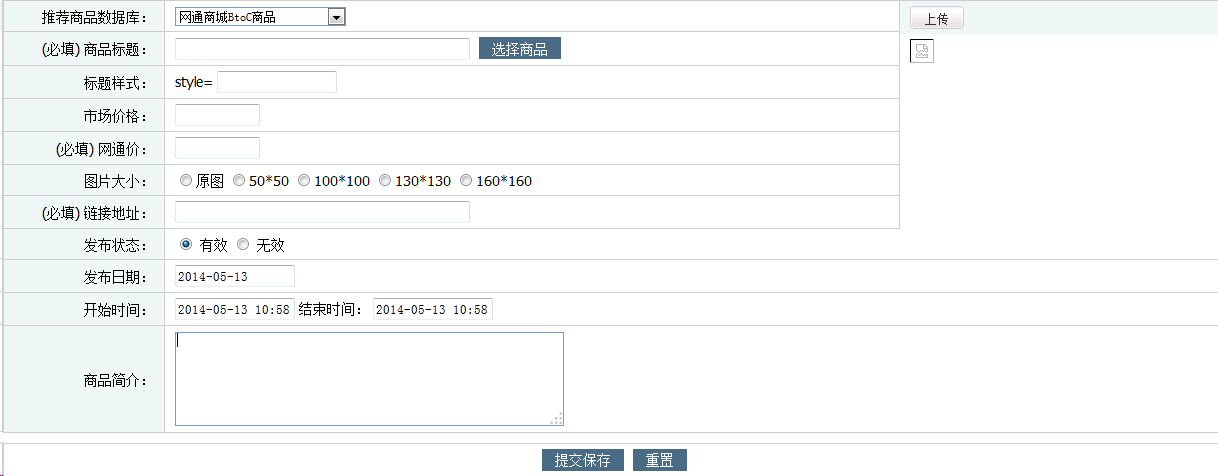 推荐商品数据库： 网通商城BtoC商品 上传
(必填) 商品标题： 选择商品
标题样式： style=
市场价格：
(必填) 网通价：
图片大小： 原图 50*50 100*100 130*130 160*160
(必填) 链接地址：
发布状态： 有效 无效
发布日期： 2014-05-13
开始时间： 2014-05-13 10:58 结束时间： 2014-05-13 10:58
商品简介：
提交保存 重置